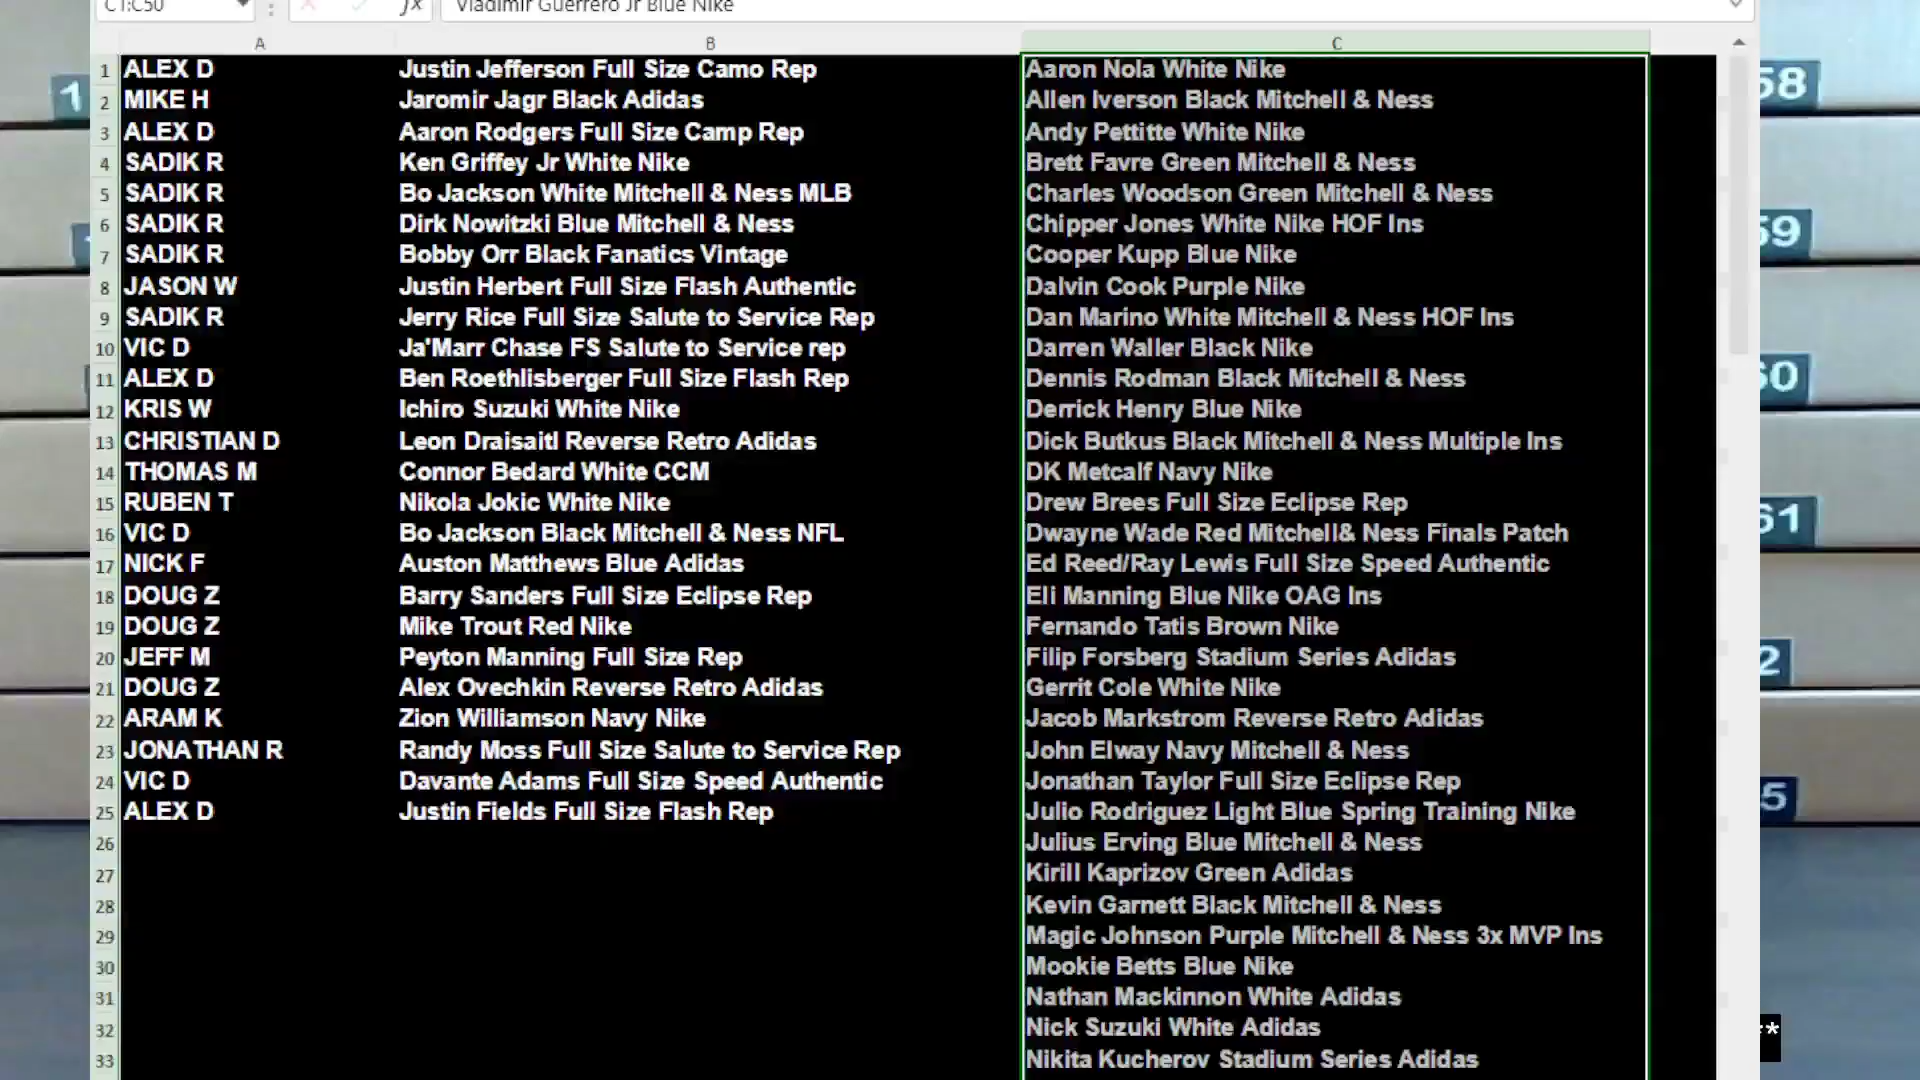 C1:C50 fx Vladimir Guerrero Jr Blue Nike
A B C
1 ALEX D Justin Jefferson Full Size Camo Rep Aaron Nola White Nike
2 MIKE H Jaromir Jagr Black Adidas Allen Iverson Black Mitchell & Ness
3 ALEX D Aaron Rodgers Full Size Camp Rep Andy Pettitte White Nike
4 SADIK R Ken Griffey Jr White Nike Brett Favre Green Mitchell & Ness
5 SADIK R Bo Jackson White Mitchell & Ness MLB Charles Woodson Green Mitchell & Ness
6 SADIK R Dirk Nowitzki Blue Mitchell & Ness Chipper Jones White Nike HOF Ins
7 SADIK R Bobby Orr Black Fanatics Vintage Cooper Kupp Blue Nike
8 JASON W Justin Herbert Full Size Flash Authentic Dalvin Cook Purple Nike
9 SADIK R Jerry Rice Full Size Salute to Service Rep Dan Marino White Mitchell & Ness HOF Ins
10 VIC D Ja'Marr Chase FS Salute to Service rep Darren Waller Black Nike
11 ALEX D Ben Roethlisberger Full Size Flash Rep Dennis Rodman Black Mitchell & Ness
12 KRIS W Ichiro Suzuki White Nike Derrick Henry Blue Nike
13 CHRISTIAN D Leon Draisaitl Reverse Retro Adidas Dick Butkus Black Mitchell & Ness Multiple Ins
14 THOMAS M Connor Bedard White CCM DK Metcalf Navy Nike
15 RUBEN T Nikola Jokic White Nike Drew Brees Full Size Eclipse Rep
16 VIC D Bo Jackson Black Mitchell & Ness NFL Dwayne Wade Red Mitchell& Ness Finals Patch
17 NICK F Auston Matthews Blue Adidas Ed Reed/Ray Lewis Full Size Speed Authentic
18 DOUG Z Barry Sanders Full Size Eclipse Rep Eli Manning Blue Nike OAG Ins
19 DOUG Z Mike Trout Red Nike Fernando Tatis Brown Nike
20 JEFF M Peyton Manning Full Size Rep Filip Forsberg Stadium Series Adidas
21 DOUG Z Alex Ovechkin Reverse Retro Adidas Gerrit Cole White Nike
22 ARAM K Zion Williamson Navy Nike Jacob Markstrom Reverse Retro Adidas
23 JONATHAN R Randy Moss Full Size Salute to Service Rep John Elway Navy Mitchell & Ness
24 VIC D Davante Adams Full Size Speed Authentic Jonathan Taylor Full Size Eclipse Rep
25 ALEX D Justin Fields Full Size Flash Rep Julio Rodriguez Light Blue Spring Training Nike
26 Julius Erving Blue Mitchell & Ness
27 Kirill Kaprizov Green Adidas
28 Kevin Garnett Black Mitchell & Ness
29 Magic Johnson Purple Mitchell & Ness 3x MVP Ins
30 Mookie Betts Blue Nike
31 Nathan Mackinnon White Adidas
32 Nick Suzuki White Adidas
33 Nikita Kucherov Stadium Series Adidas
58
59
60
61